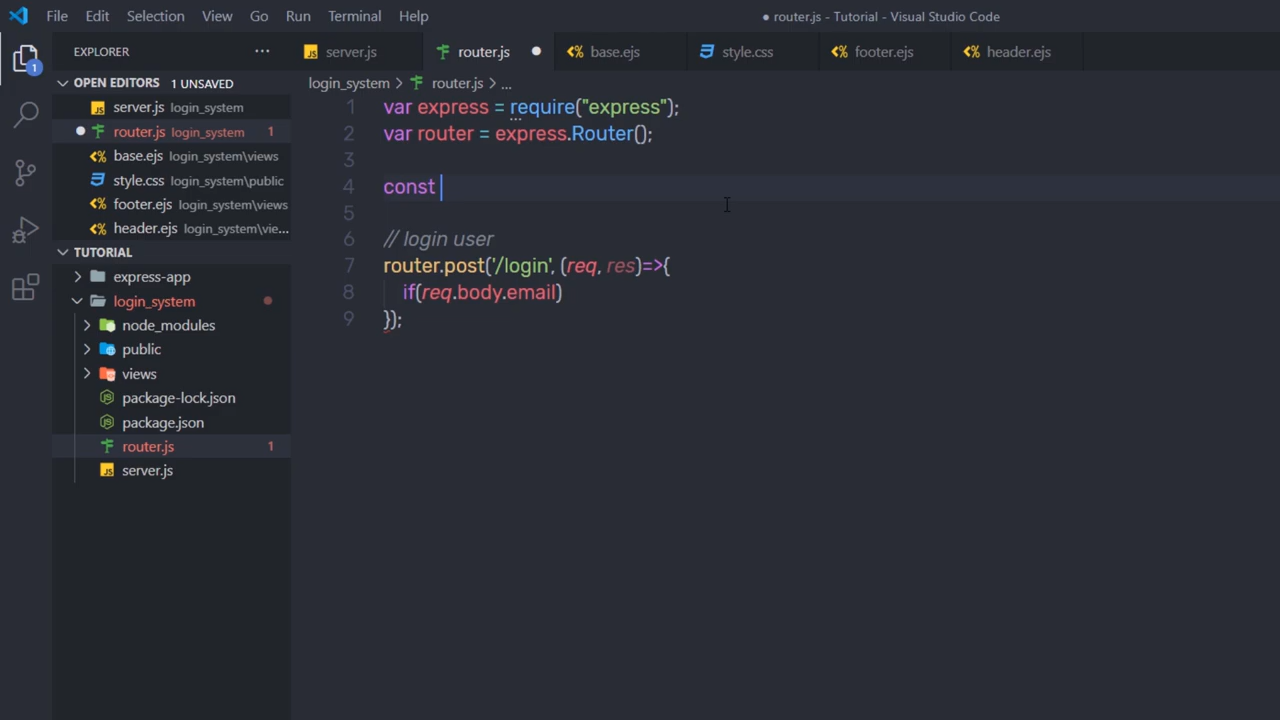 File Edit Selection View Go Run Terminal Help
● router.js - Tutorial - Visual Studio Code
EXPLORER ...
server.js
router.js
base.ejs
style.css
footer.ejs
header.ejs
1
OPEN EDITORS 1 UNSAVED
server.js login_system
router.js login_system 1
base.ejs login_system\views
style.css login_system\public
footer.ejs login_system\views
header.ejs login_system\vie...
TUTORIAL
express-app
login_system
node_modules
public
views
package-lock.json
package.json
router.js 1
server.js
login_system > router.js > ...
1 var express = require("express");
2 var router = express.Router();
3
4 const
5
6 // login user
7 router.post('/login', (req, res)=>{
8 if(req.body.email)
9 });